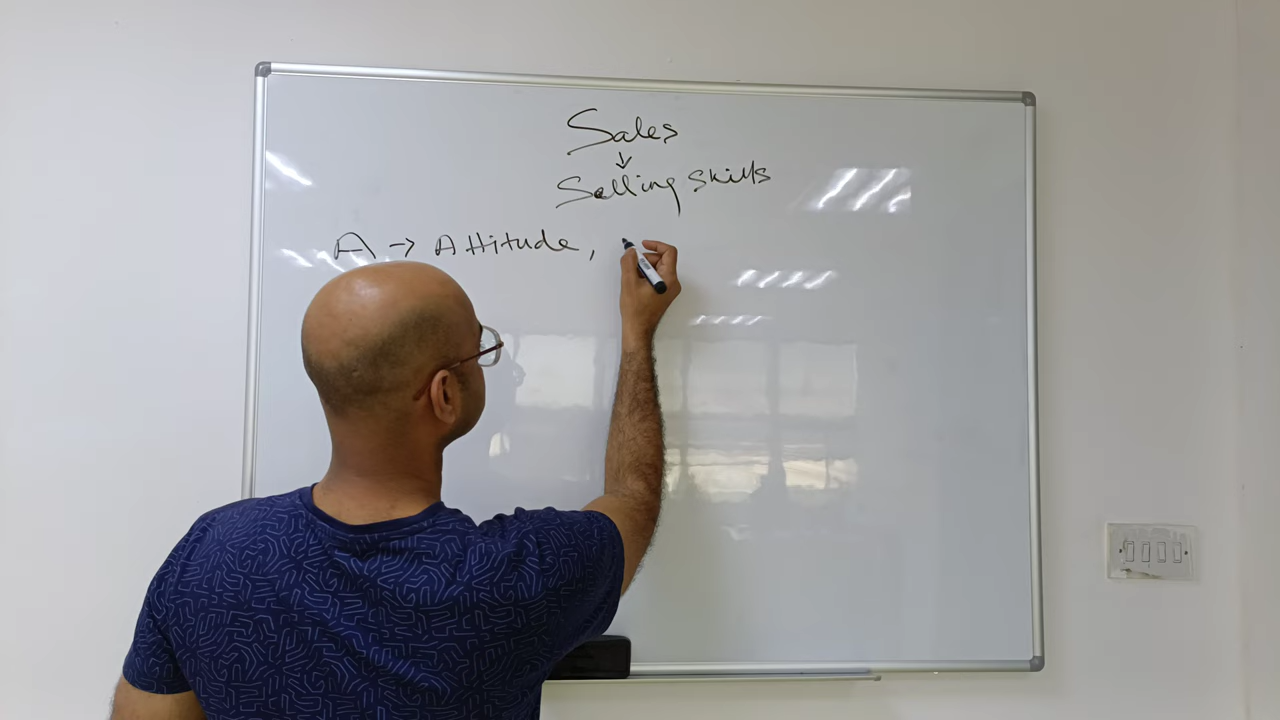 Sales
↓
Selling skills
A → Attitude,